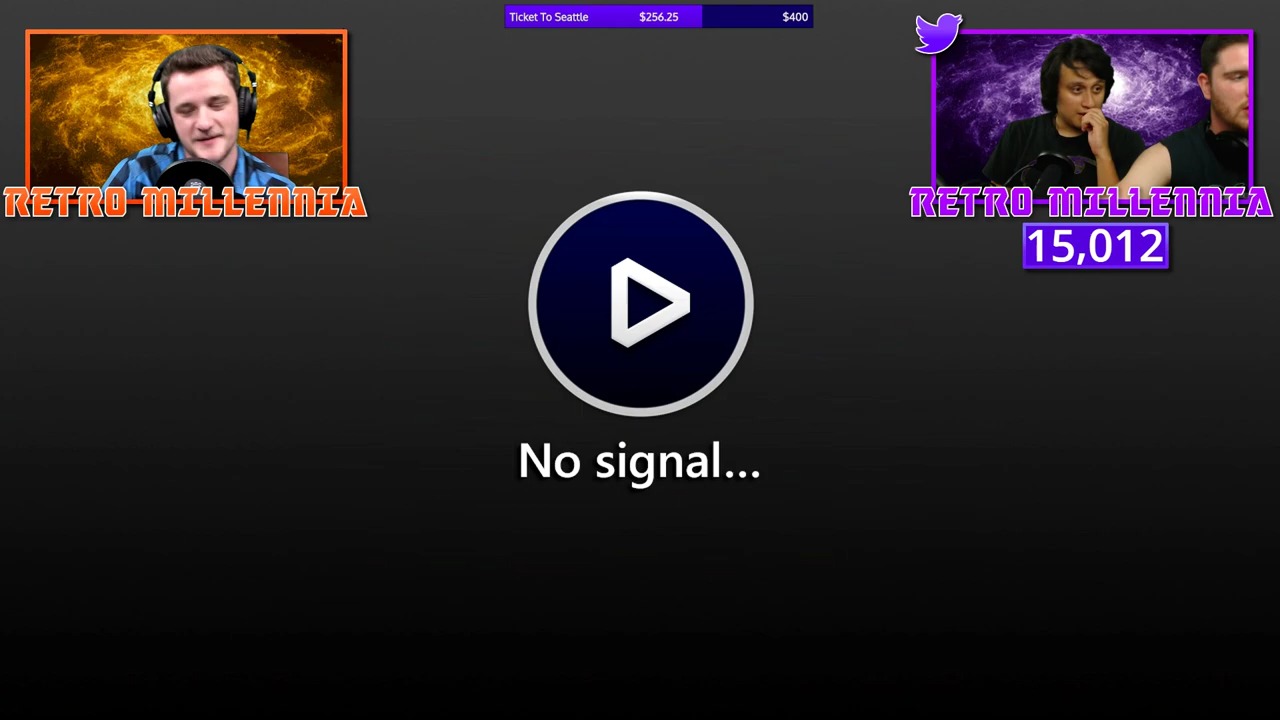 Ticket To Seattle $256.25 $400
RETRO MILLENNIA
RETRO MILLENNIA
15,012
No signal...